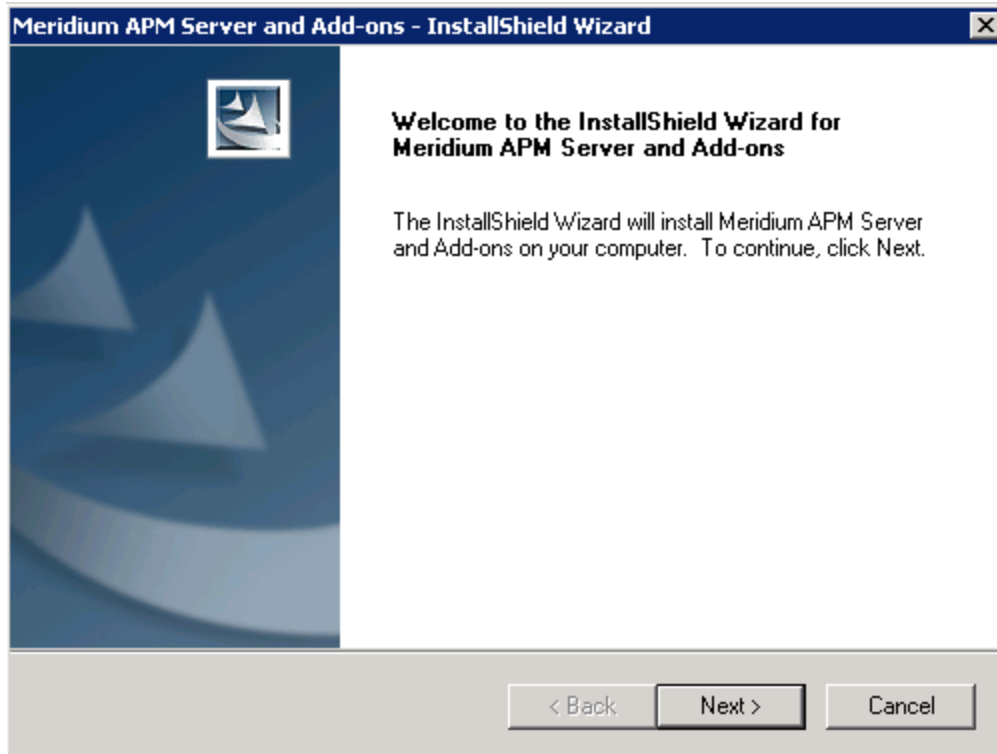 Meridium APM Server and Add-ons - InstallShield Wizard
Welcome to the InstallShield Wizard for
Meridium APM Server and Add-ons
The InstallShield Wizard will install Meridium APM Server
and Add-ons on your computer.  To continue, click Next.
< Back
Next >
Cancel